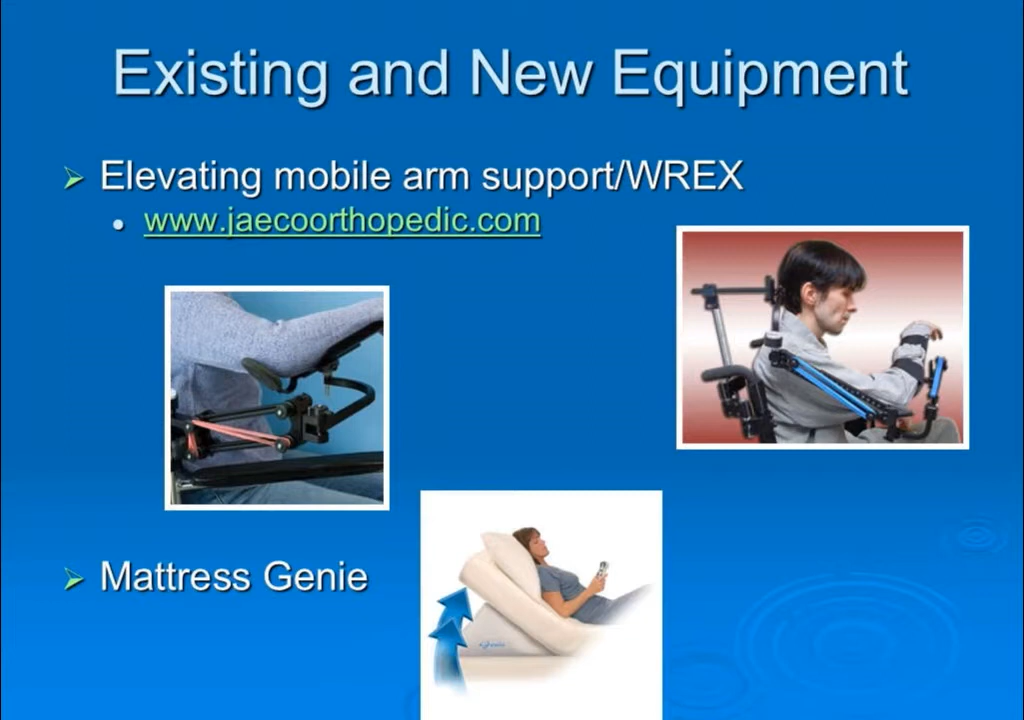 Existing and New Equipment
Elevating mobile arm support/WREX
www.jaecoorthopedic.com
Mattress Genie